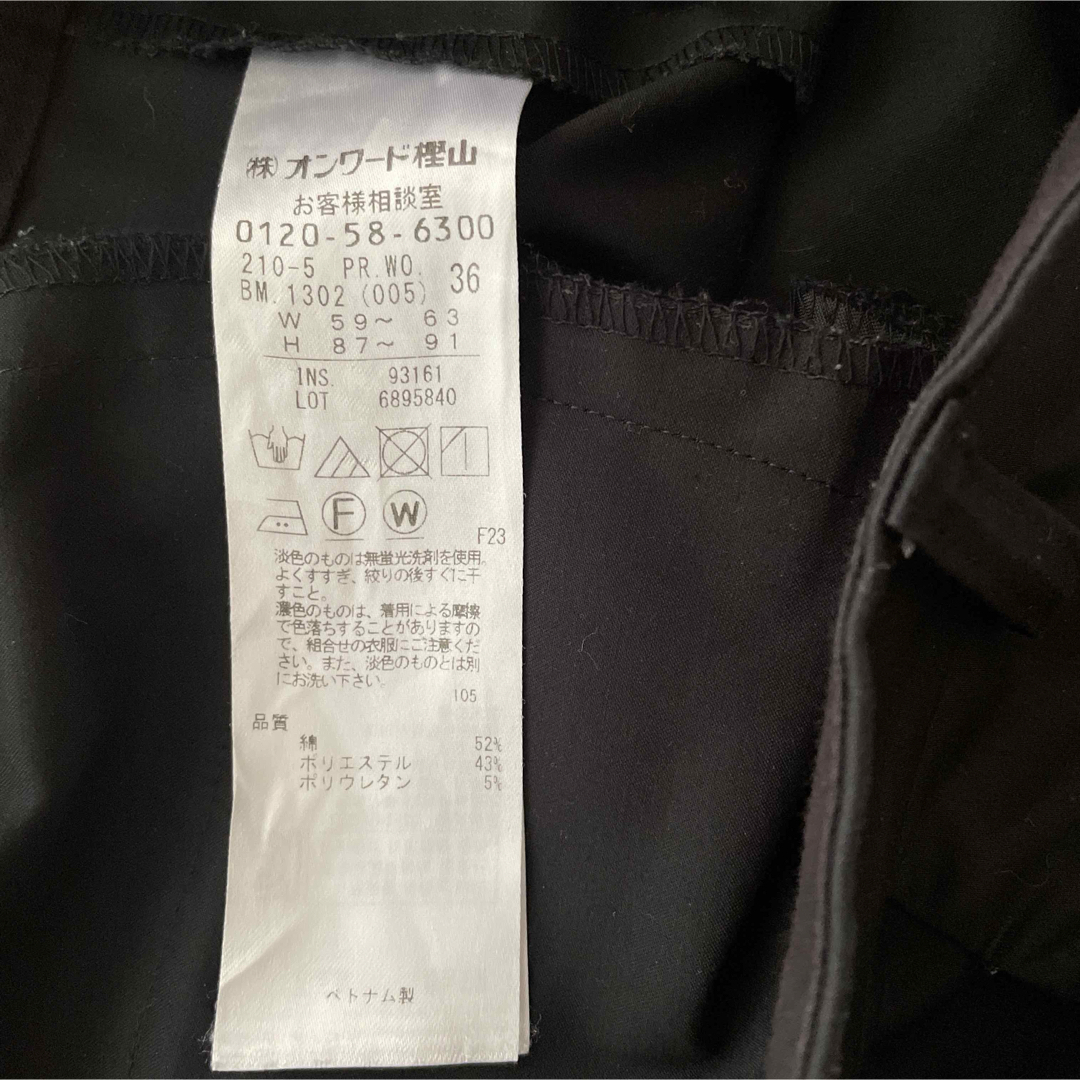 ㈱オンワード樫山
お客様相談室
0120-58-6300
210-5 PR.WO.
BM.1302 (005) 36
W 59～ 63
H 87～ 91
INS. 93161
LOT 6895840
F W
F23
淡色のものは無蛍光洗剤を使用。
よくすすぎ、絞りの後すぐに干
すこと。
濃色のものは、着用による摩擦
で色落ちすることがありますの
で、組合せの衣服にご注意くだ
さい。また、淡色のものとは別
にお洗い下さい。
105
品質
綿 52%
ポリエステル 43%
ポリウレタン 5%
ベトナム製